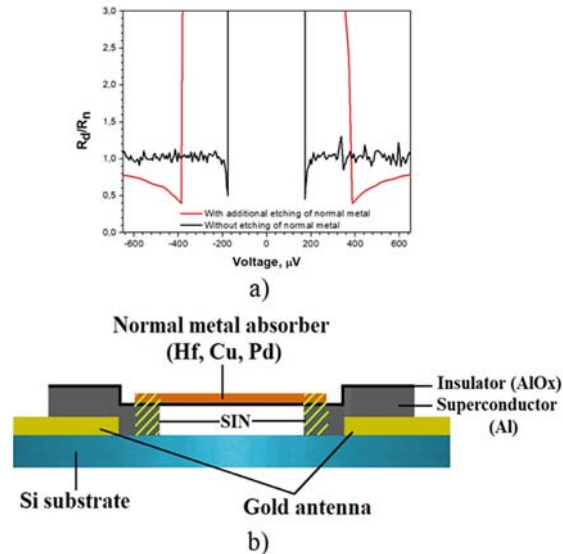 a)
3,0
2,5
2,0
1,5
1,0
0,5
0,0
Rd/Rn
With additional etching of normal metal
Without etching of normal metal
-600 -400 -200 0 200 400 600
Voltage, μV
a)
Normal metal absorber
(Hf, Cu, Pd)
Insulator (AlOx)
Superconductor
(Al)
SIN
Si substrate
Gold antenna
b)